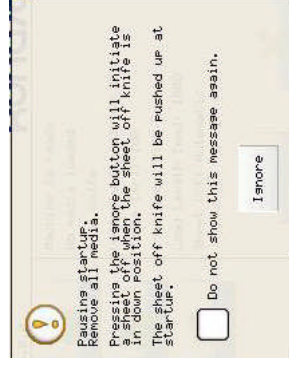 Pausing startup.
Remove all media.
Pressing the ignore button will initiate
a sheet off when the sheet off knife is
in down position.
The sheet off knife will be pushed up at
startup.
Do not show this message again.
Ignore